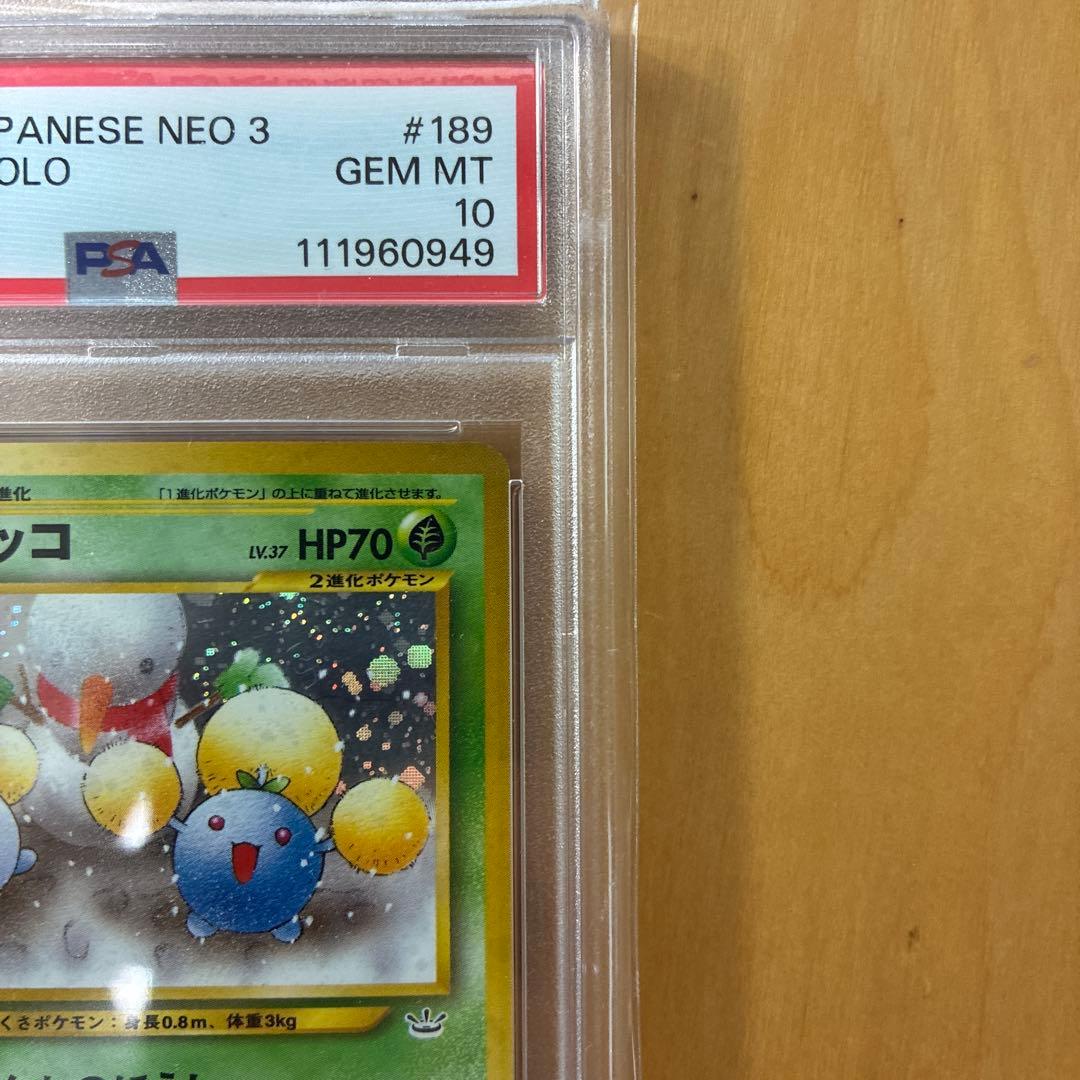 PANESE NEO 3 #189
OLO GEM MT
10
PSA 111960949
進化 「1進化ポケモン」の上に重ねて進化させます。
ッコ LV.37 HP70
2進化ポケモン
くさポケモン：身長0.8m、体重3kg